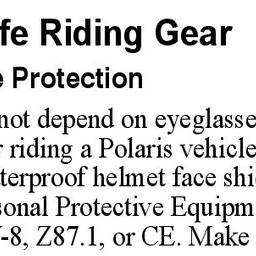 fe Riding Gear
e Protection
not depend on eyeglasse
r riding a Polaris vehicle
terproof helmet face shi
sonal Protective Equipm
-8, Z87.1, or CE. Make